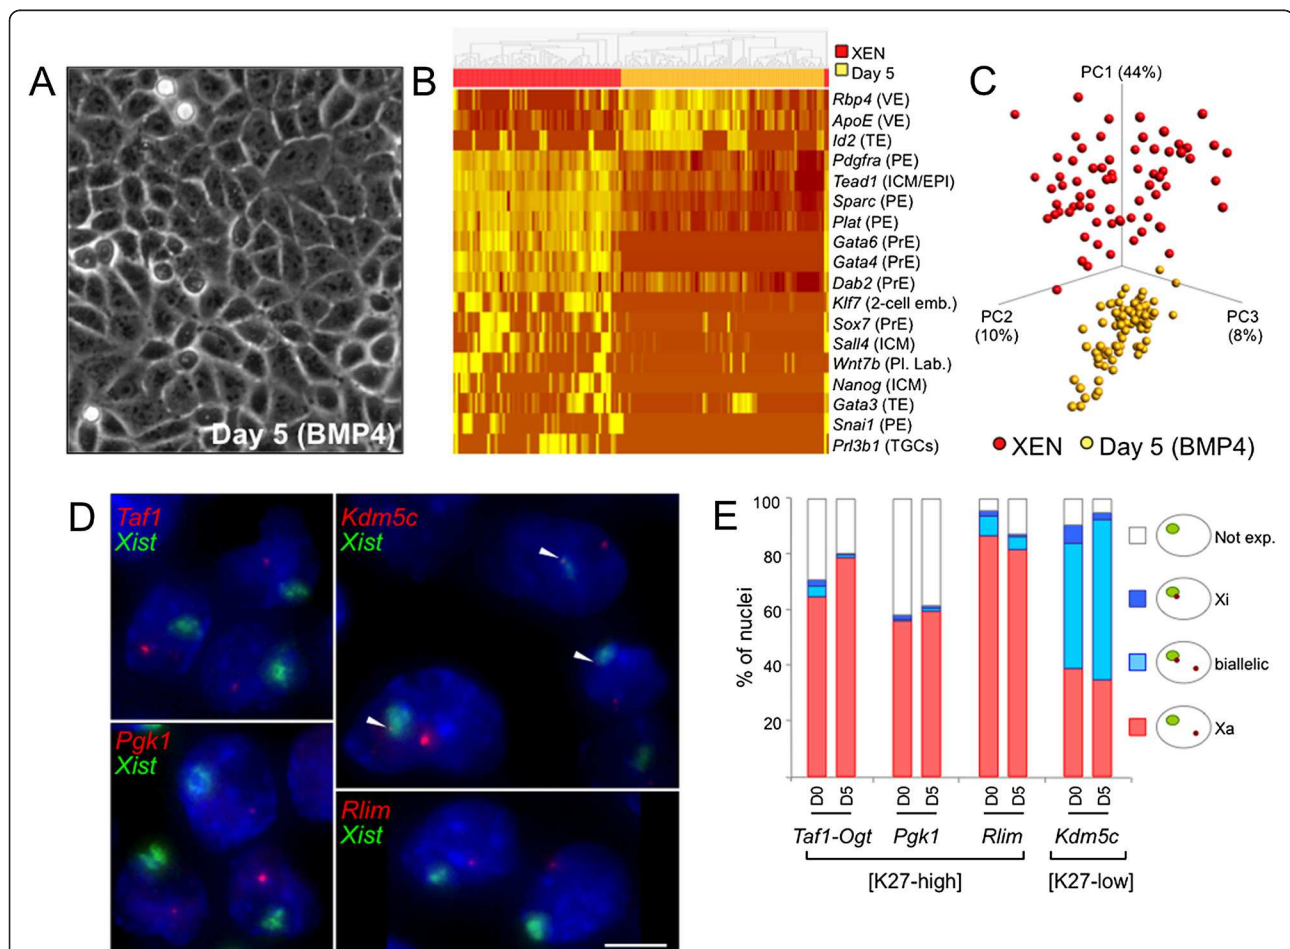 A
Day 5 (BMP4)
B
XEN
Day 5
Rbp4 (VE)
ApoE (VE)
Id2 (TE)
Pdgfra (PE)
Tead1 (ICM/EPI)
Sparc (PE)
Plat (PE)
Gata6 (PrE)
Gata4 (PrE)
Dab2 (PrE)
Klf7 (2-cell emb.)
Sox7 (PrE)
Sall4 (ICM)
Wnt7b (Pl. Lab.)
Nanog (ICM)
Gata3 (TE)
Snai1 (PE)
Prl3b1 (TGCs)
C
PC1 (44%)
PC2
(10%)
PC3
(8%)
XEN Day 5 (BMP4)
D
Taf1
Xist
Kdm5c
Xist
Pgk1
Xist
Rlim
Xist
E
% of nuclei
100
80
60
40
20
D0 D5 D0 D5 D0 D5 D0 D5
Taf1-Ogt Pgk1 Rlim Kdm5c
[K27-high] [K27-low]
Not exp.
Xi
biallelic
Xa